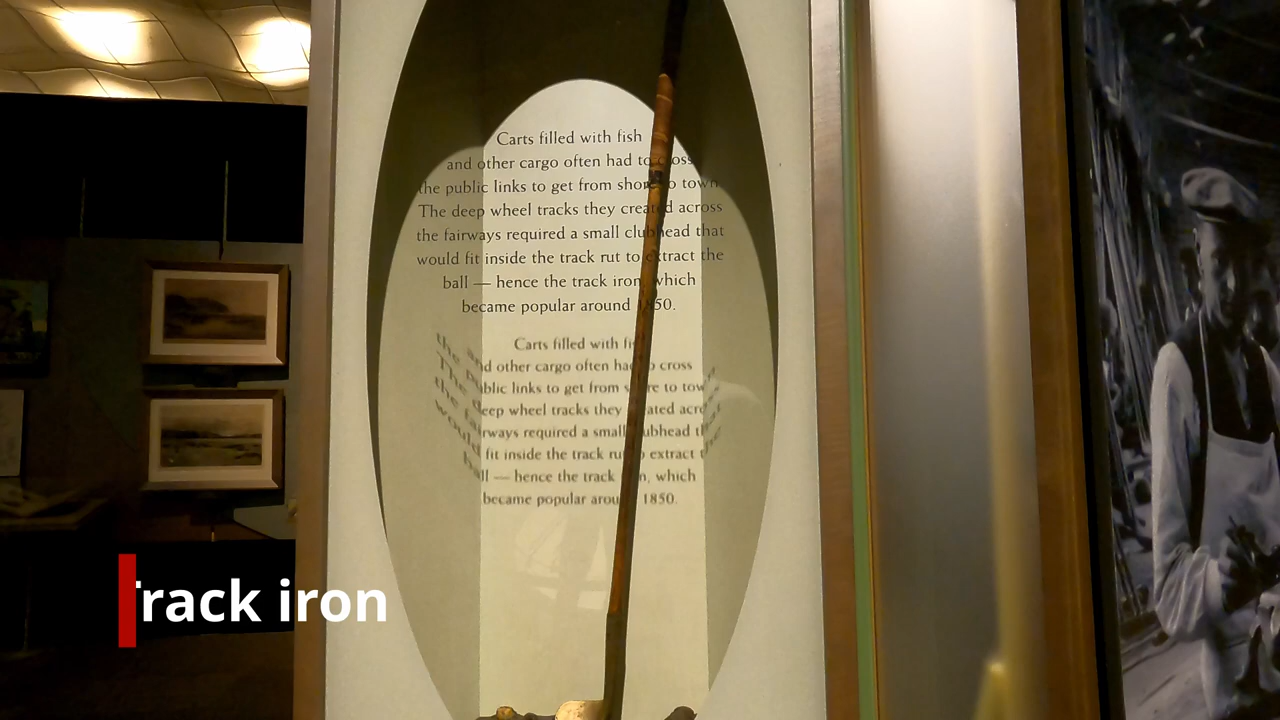 Carts filled with fish
and other cargo often had to cross
the public links to get from shore to town
The deep wheel tracks they created across
the fairways required a small clubhead that
would fit inside the track rut to extract the
ball — hence the track iron, which
became popular around 1850.
Carts filled with fish
and other cargo often had to cross
the public links to get from shore to town
The deep wheel tracks they created across
the fairways required a small clubhead that
would fit inside the track rut to extract the
ball — hence the track iron, which
became popular around 1850.
Track iron